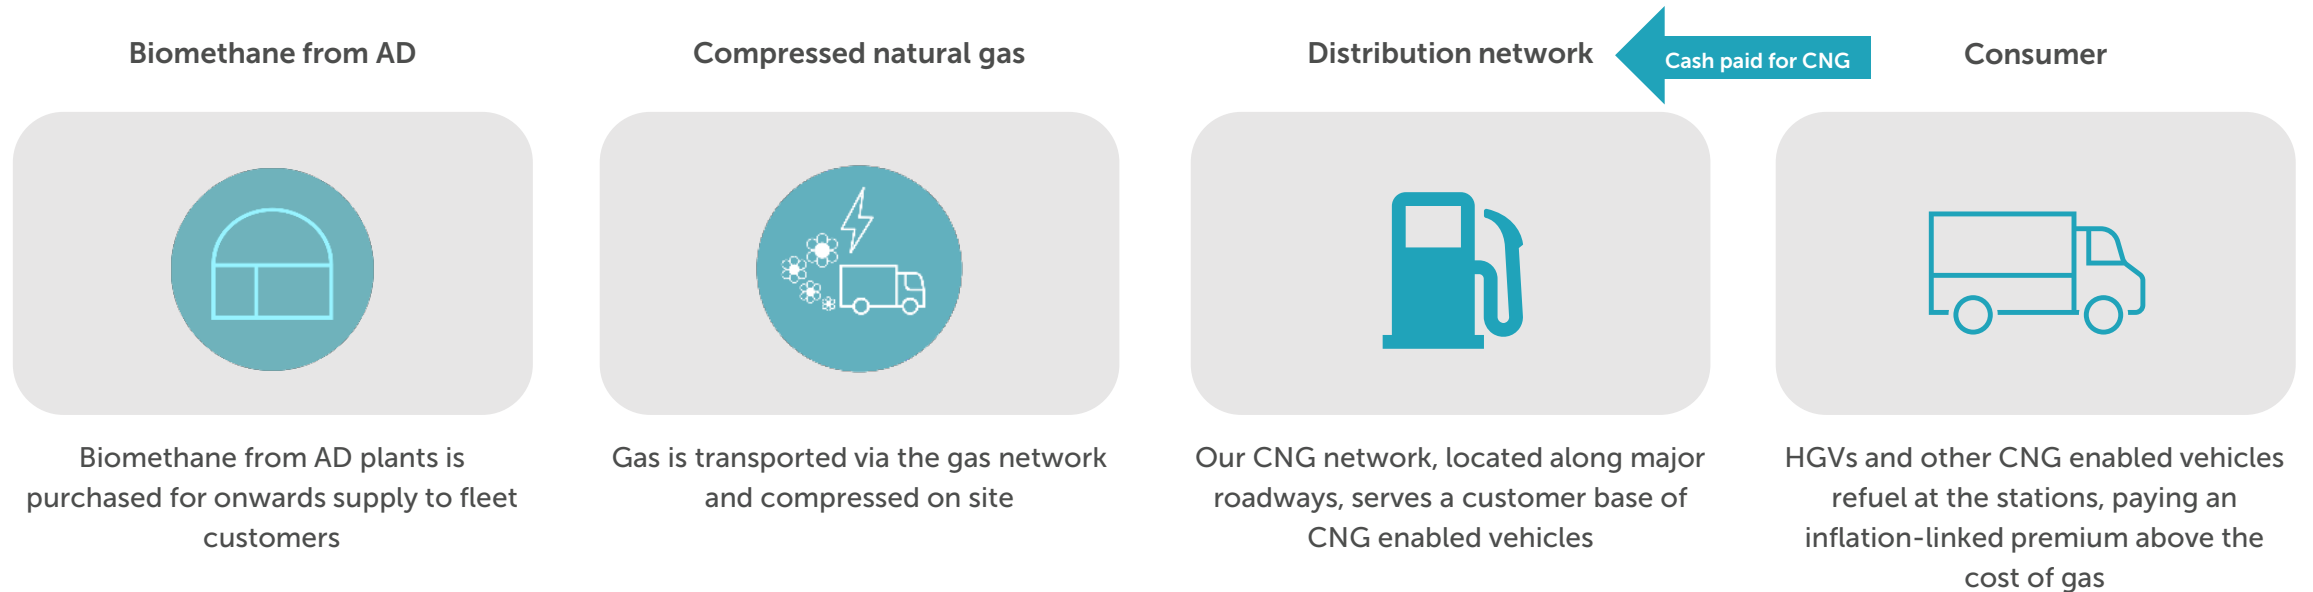 Biomethane from AD
Compressed natural gas
Distribution network
Cash paid for CNG
Consumer
Biomethane from AD plants is
purchased for onwards supply to fleet
customers
Gas is transported via the gas network
and compressed on site
Our CNG network, located along major
roadways, serves a customer base of
CNG enabled vehicles
HGVs and other CNG enabled vehicles
refuel at the stations, paying an
inflation-linked premium above the
cost of gas